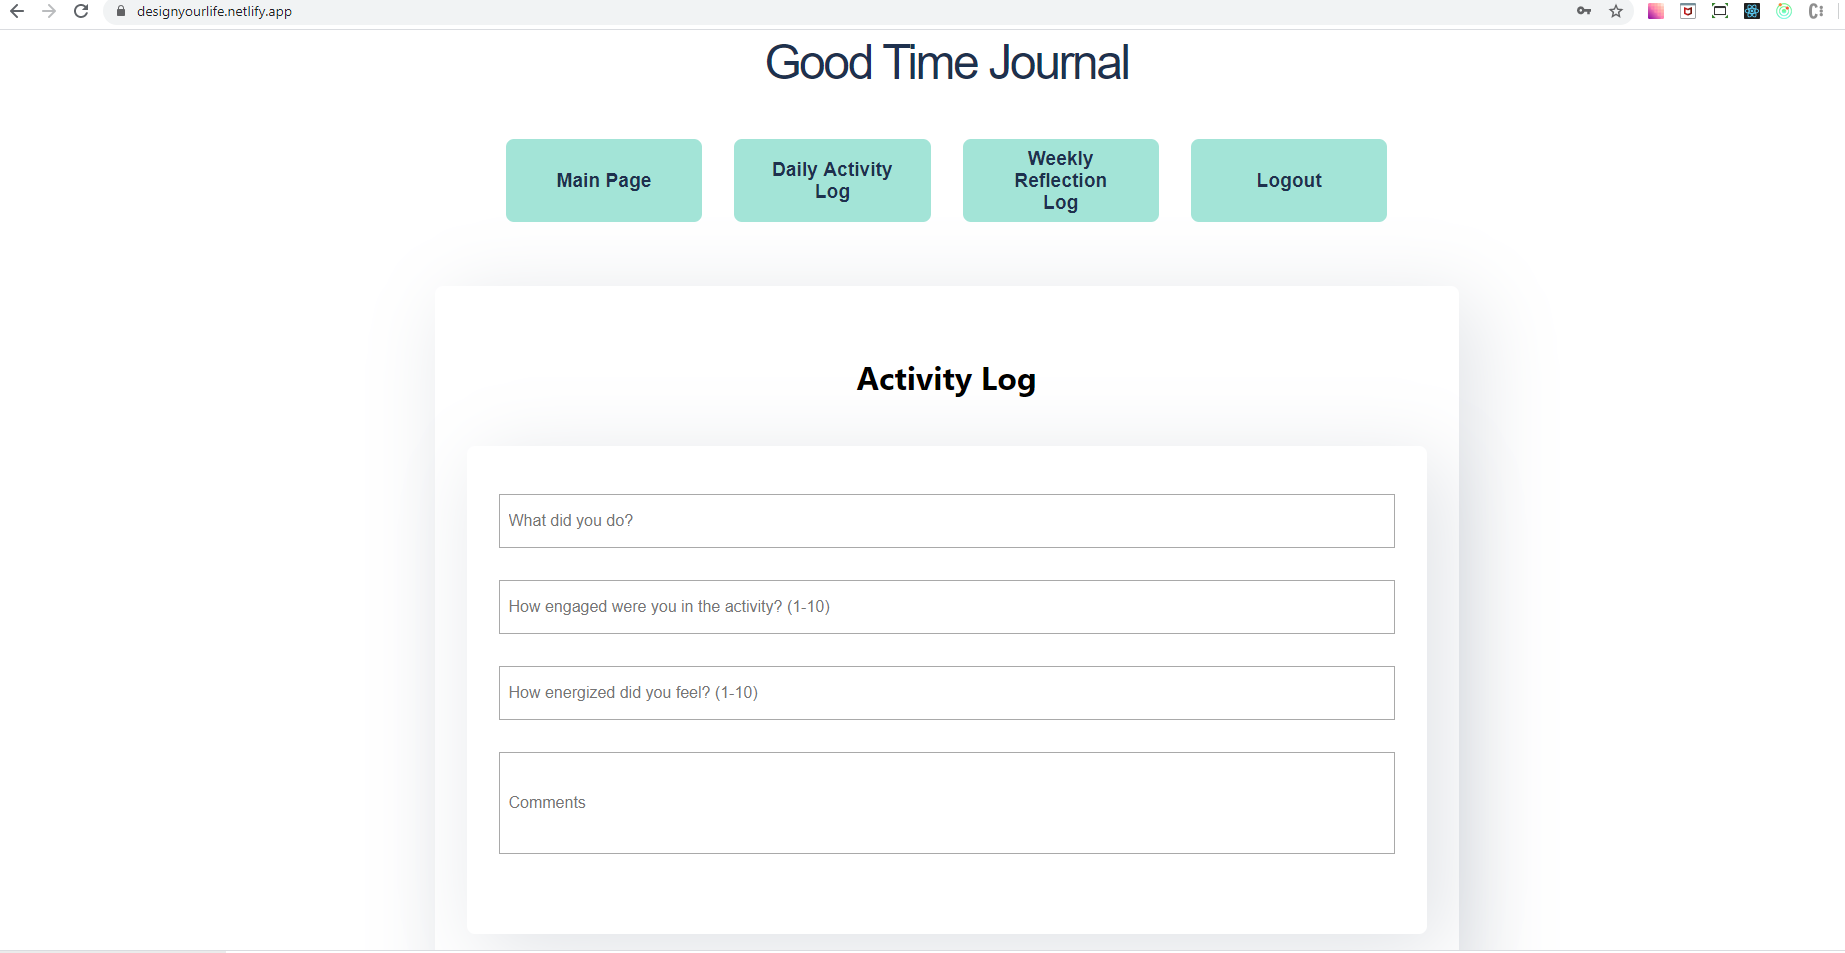 designyourlife.netlify.app
Good Time Journal
Main Page
Daily Activity
Log
Weekly
Reflection
Log
Logout
Activity Log
What did you do?
How engaged were you in the activity? (1-10)
How energized did you feel? (1-10)
Comments